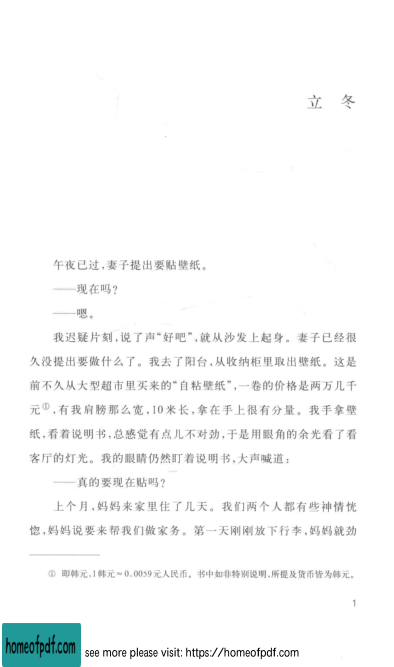 立 冬
午夜已过，妻子提出要贴壁纸。
——现在吗？
——嗯。
我迟疑片刻，说了声“好吧”，就从沙发上起身。妻子已经很
久没提出要做什么了。我去了阳台，从收纳柜里取出壁纸。这是
前不久从大型超市里买来的“自粘壁纸”，一卷的价格是两万几千
元①，有我肩膀那么宽，10米长，拿在手上很有分量。我手拿壁
纸，看着说明书，总感觉有点儿不对劲，于是用眼角的余光看了看
客厅的灯光。我的眼睛仍然盯着说明书，大声喊道：
——真的要现在贴吗？
上个月，妈妈来家里住了几天。我们两个人都有些神情恍
惚，妈妈说要来帮我们做家务。第一天刚刚放下行李，妈妈就劲
① 即韩元，1韩元≈0.0059元人民币。书中如非特别说明，所提及货币皆为韩元。
1
homeofpdf.com
see more please visit: https://homeofpdf.com